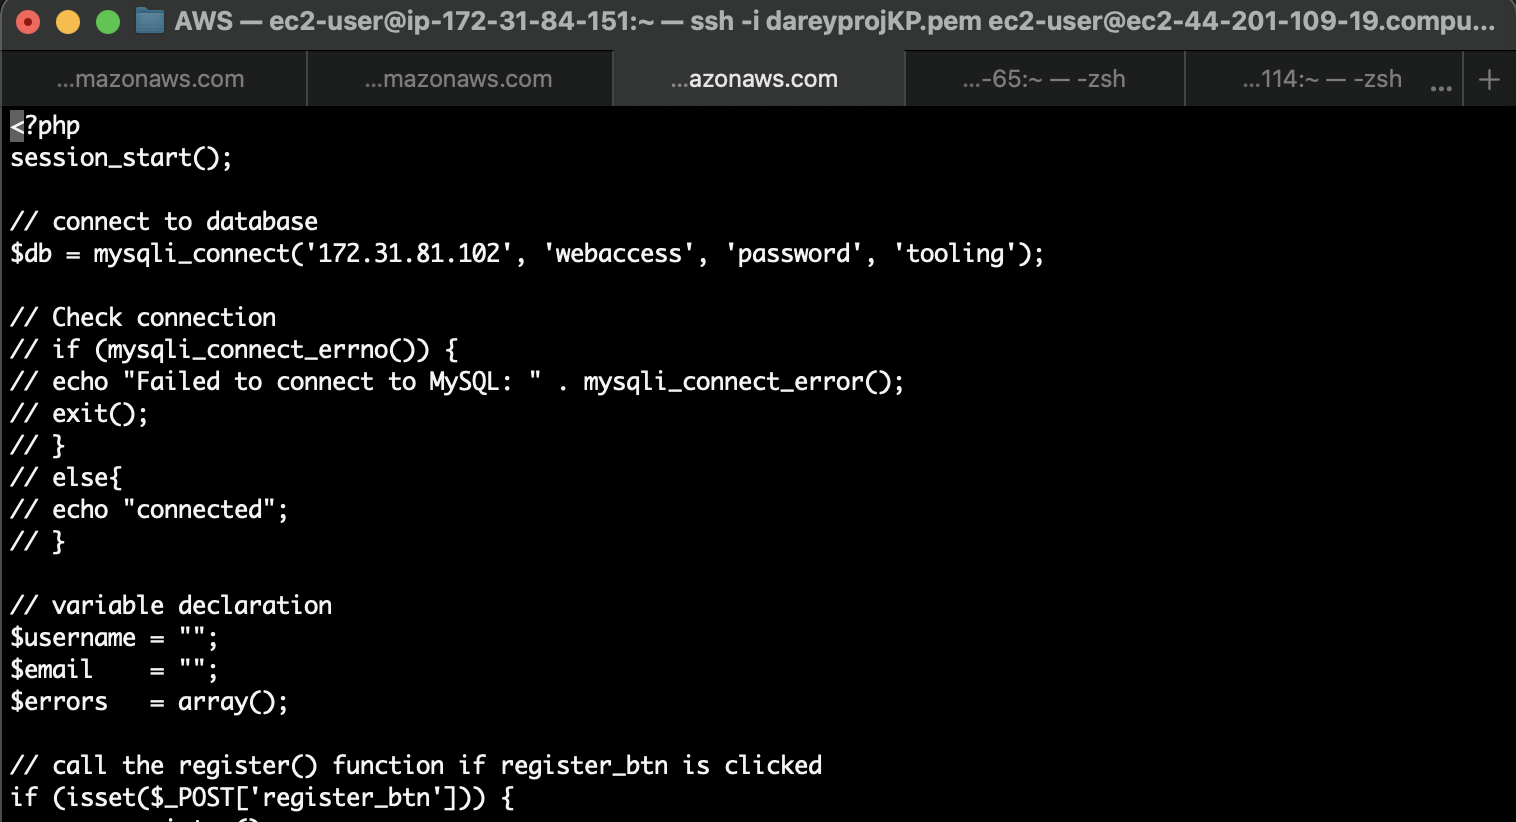 AWS — ec2-user@ip-172-31-84-151:~ — ssh -i dareyprojKP.pem ec2-user@ec2-44-201-109-19.compu...
...mazonaws.com ...mazonaws.com ...azonaws.com ...-65:~ — -zsh ...114:~ — -zsh ... +
<?php
session_start();

// connect to database
$db = mysqli_connect('172.31.81.102', 'webaccess', 'password', 'tooling');

// Check connection
// if (mysqli_connect_errno()) {
// echo "Failed to connect to MySQL: " . mysqli_connect_error();
// exit();
// }
// else{
// echo "connected";
// }

// variable declaration
$username = "";
$email    = "";
$errors   = array();

// call the register() function if register_btn is clicked
if (isset($_POST['register_btn'])) {